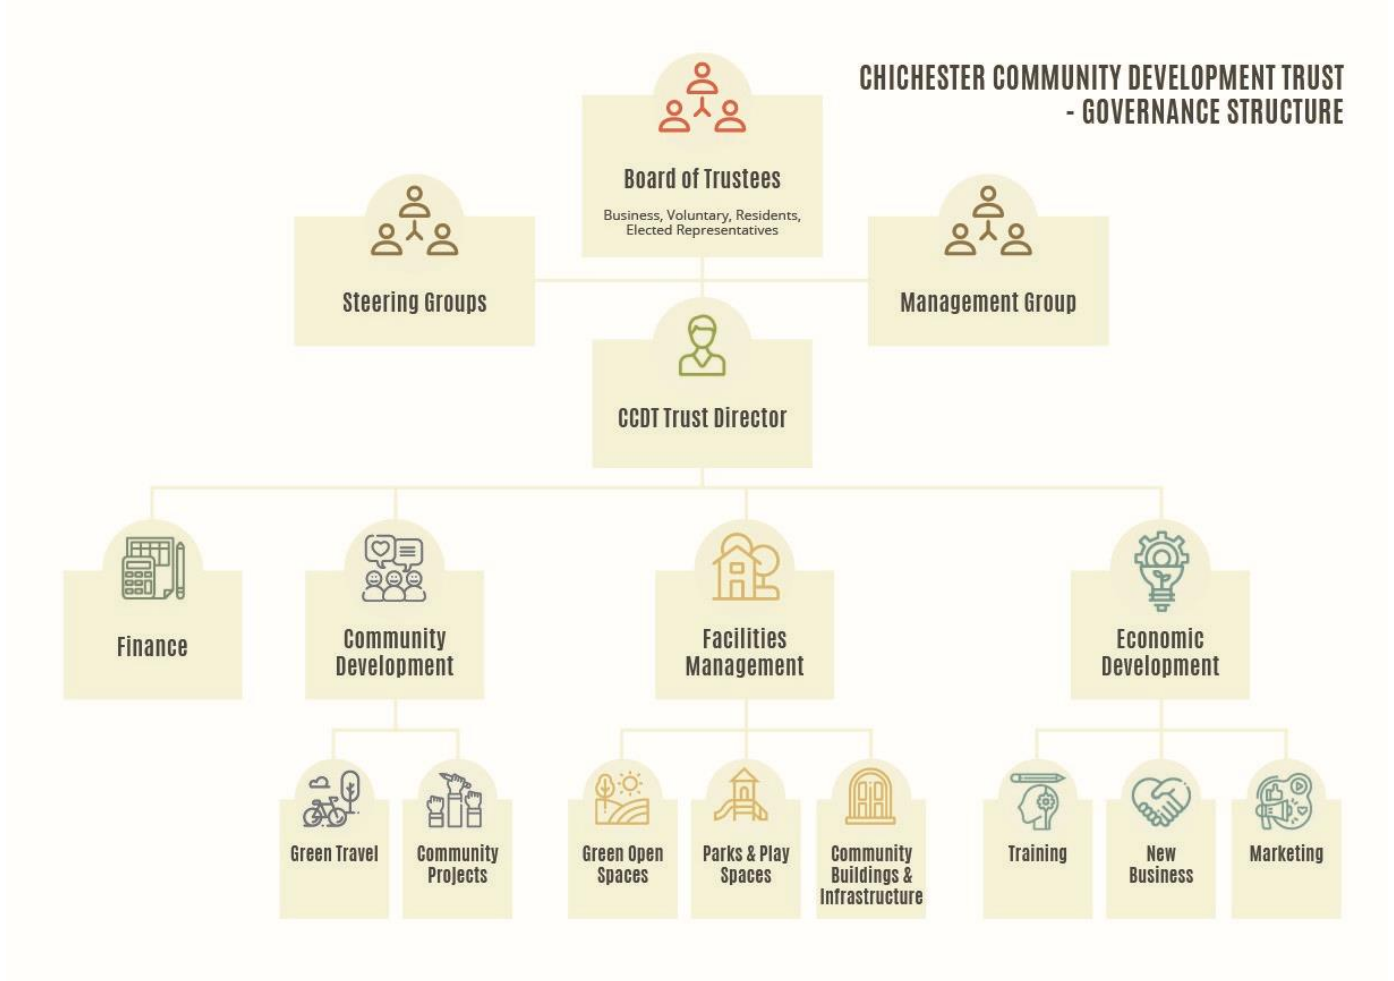 CHICHESTER COMMUNITY DEVELOPMENT TRUST
- GOVERNANCE STRUCTURE
Board of Trustees
Business, Voluntary, Residents,
Elected Representatives
Steering Groups
Management Group
CCDT Trust Director
Finance
Community
Development
Facilities
Management
Economic
Development
Green Travel
Community
Projects
Green Open
Spaces
Parks & Play
Spaces
Community
Buildings &
Infrastructure
Training
New
Business
Marketing